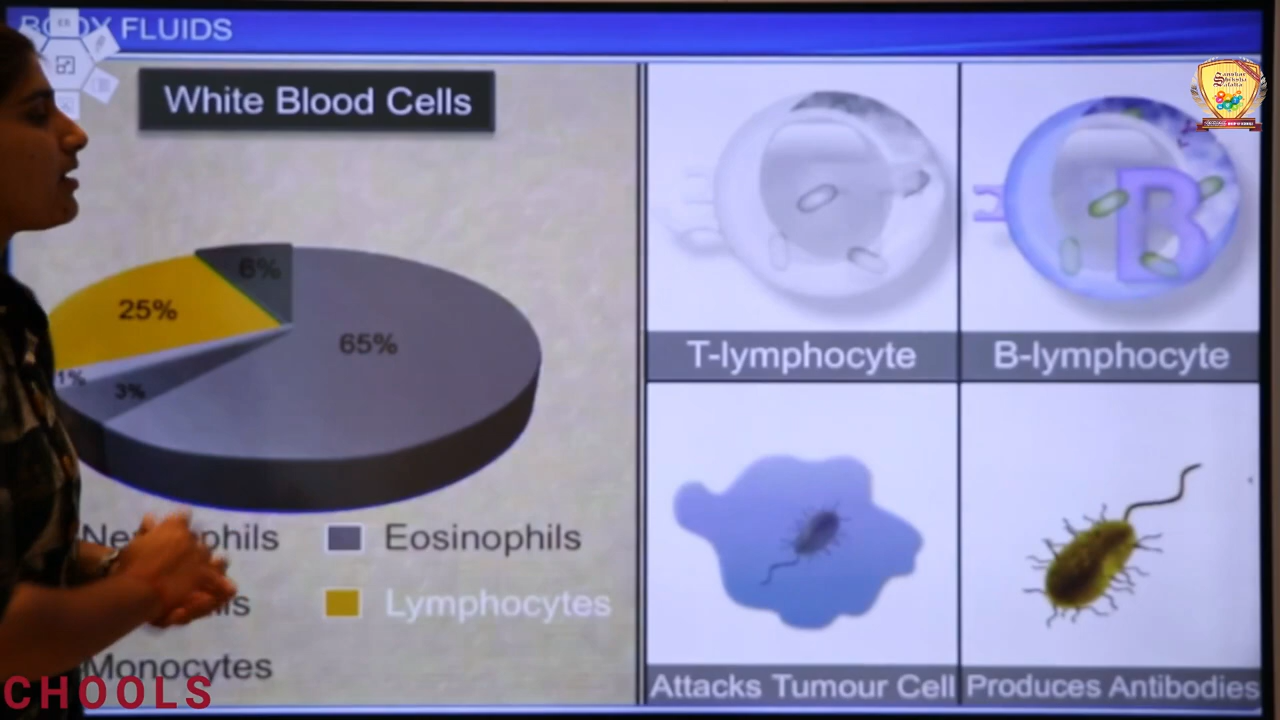 BODY FLUIDS
White Blood Cells
6%
25%
65%
1%
3%
Eosinophils
Lymphocytes
Monocytes
T-lymphocyte
B-lymphocyte
B
Attacks Tumour Cell
Produces Antibodies
CHOOLS